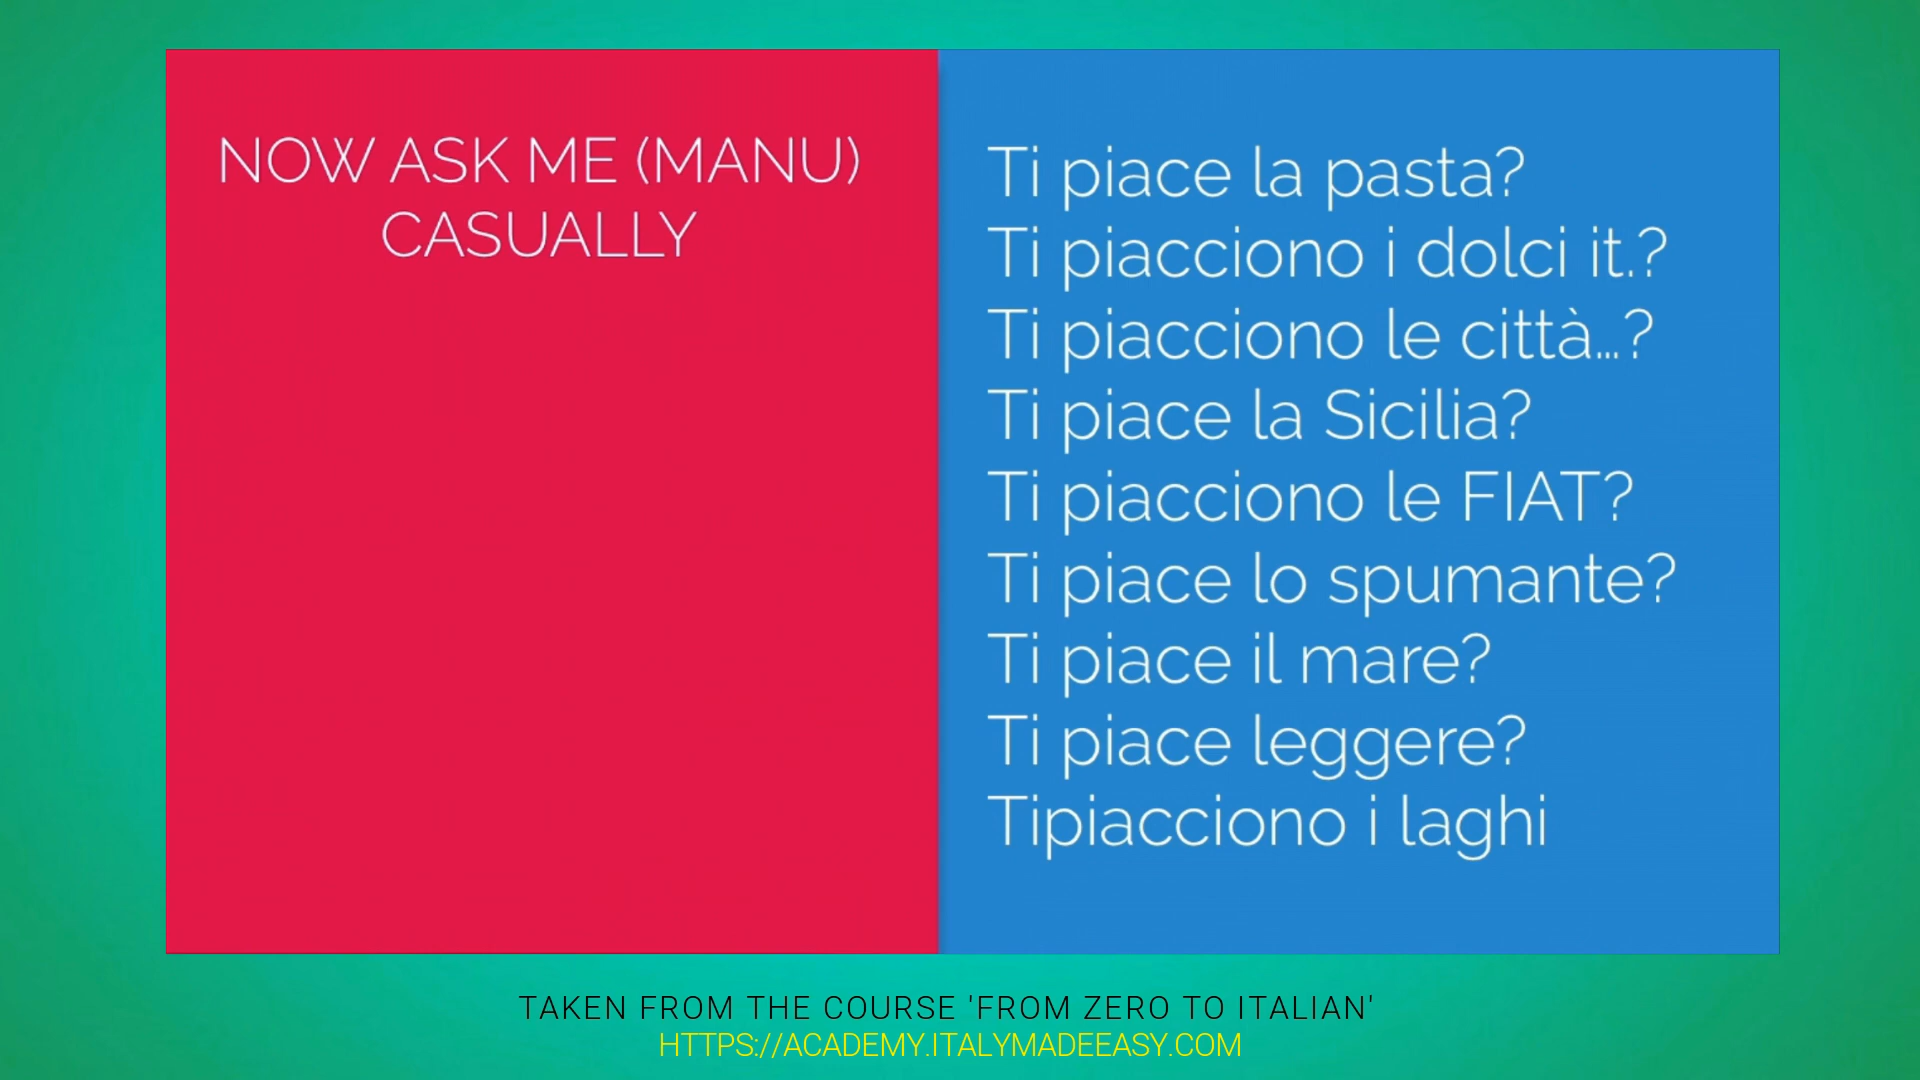 NOW ASK ME (MANU)
CASUALLY
Ti piace la pasta?
Ti piacciono i dolci it.?
Ti piacciono le città...?
Ti piace la Sicilia?
Ti piacciono le FIAT?
Ti piace lo spumante?
Ti piace il mare?
Ti piace leggere?
Tipiacciono i laghi
TAKEN FROM THE COURSE 'FROM ZERO TO ITALIAN'
HTTPS://ACADEMY.ITALYMADEEASY.COM